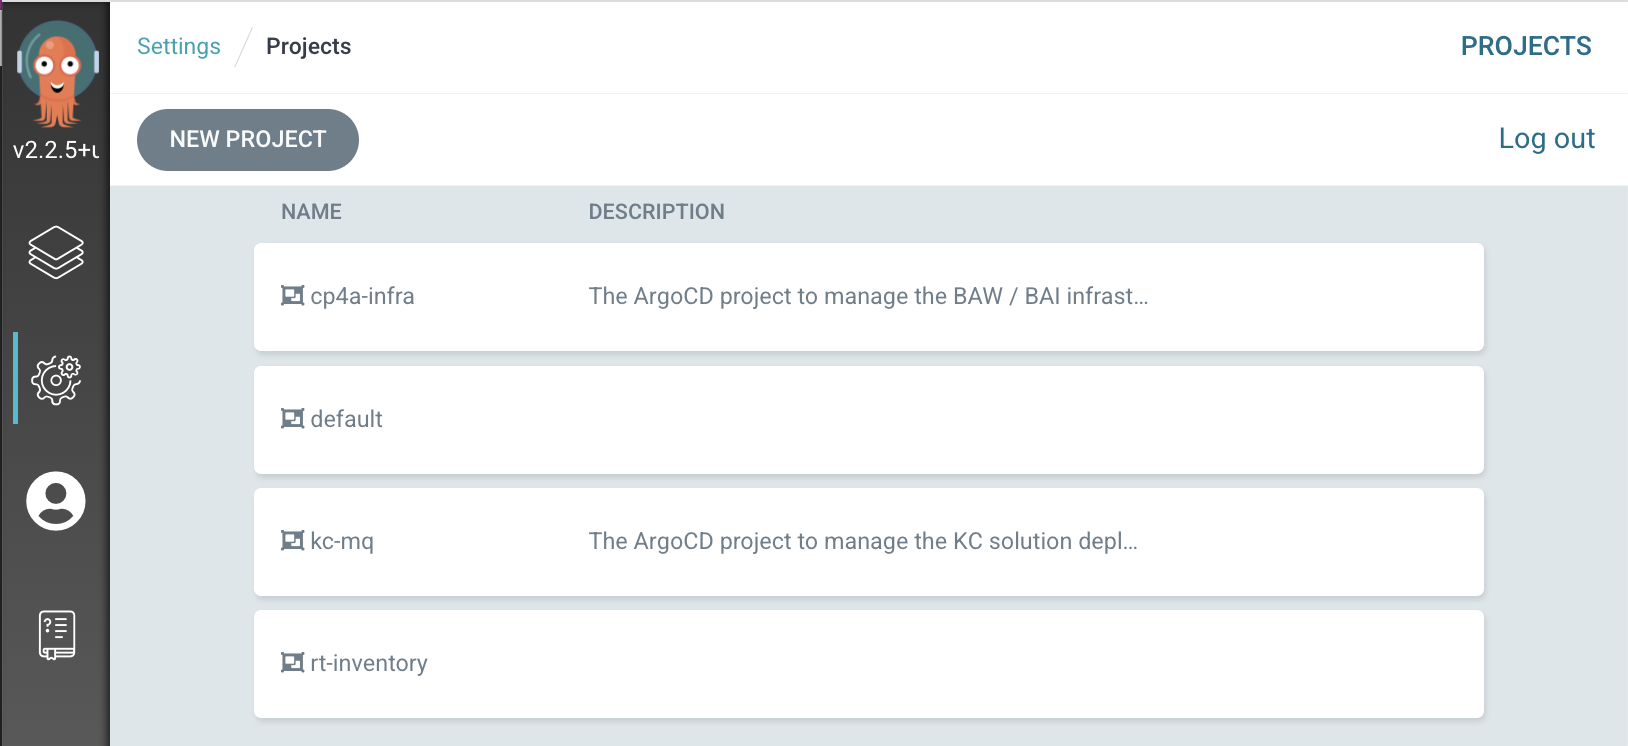 Settings / Projects
PROJECTS
v2.2.5+u
NEW PROJECT
Log out
NAME DESCRIPTION
cp4a-infra The ArgoCD project to manage the BAW / BAI infrast...
default
kc-mq The ArgoCD project to manage the KC solution depl...
rt-inventory